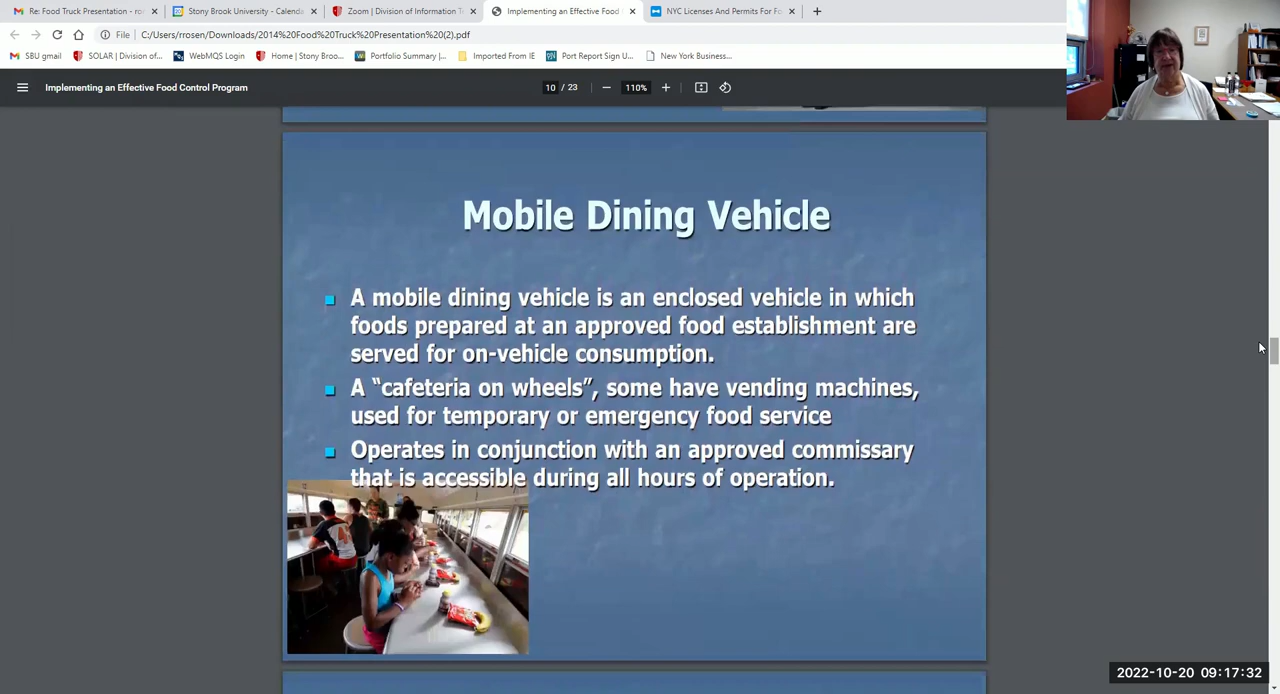 Re: Food Truck Presentation - ro
Stony Brook University - Calenda
Zoom | Division of Information T
Implementing an Effective Food
NYC Licenses And Permits For Fo
File
C:/Users/rrosen/Downloads/2014%20Food%20Truck%20Presentation%20(2).pdf
SBU gmail
SOLAR | Division of...
WebMQS Login
Home | Stony Broo...
Portfolio Summary |...
Imported From IE
Port Report Sign U...
New York Business...
Implementing an Effective Food Control Program
10 / 23
110%
Mobile Dining Vehicle
A mobile dining vehicle is an enclosed vehicle in which
foods prepared at an approved food establishment are
served for on-vehicle consumption.
A “cafeteria on wheels”, some have vending machines,
used for temporary or emergency food service
Operates in conjunction with an approved commissary
that is accessible during all hours of operation.
2022-10-20 09:17:32